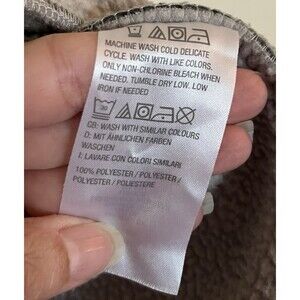 MACHINE WASH COLD DELICATE
CYCLE. WASH WITH LIKE COLORS.
ONLY NON-CHLORINE BLEACH WHEN
NEEDED. TUMBLE DRY LOW. LOW
IRON IF NEEDED
GB: WASH WITH SIMILAR COLOURS
D: MIT ÄHNLICHEN FARBEN
WASCHEN
I: LAVARE CON COLORI SIMILARI
100% POLYESTER / POLYESTER /
POLYESTER / POLIESTERE